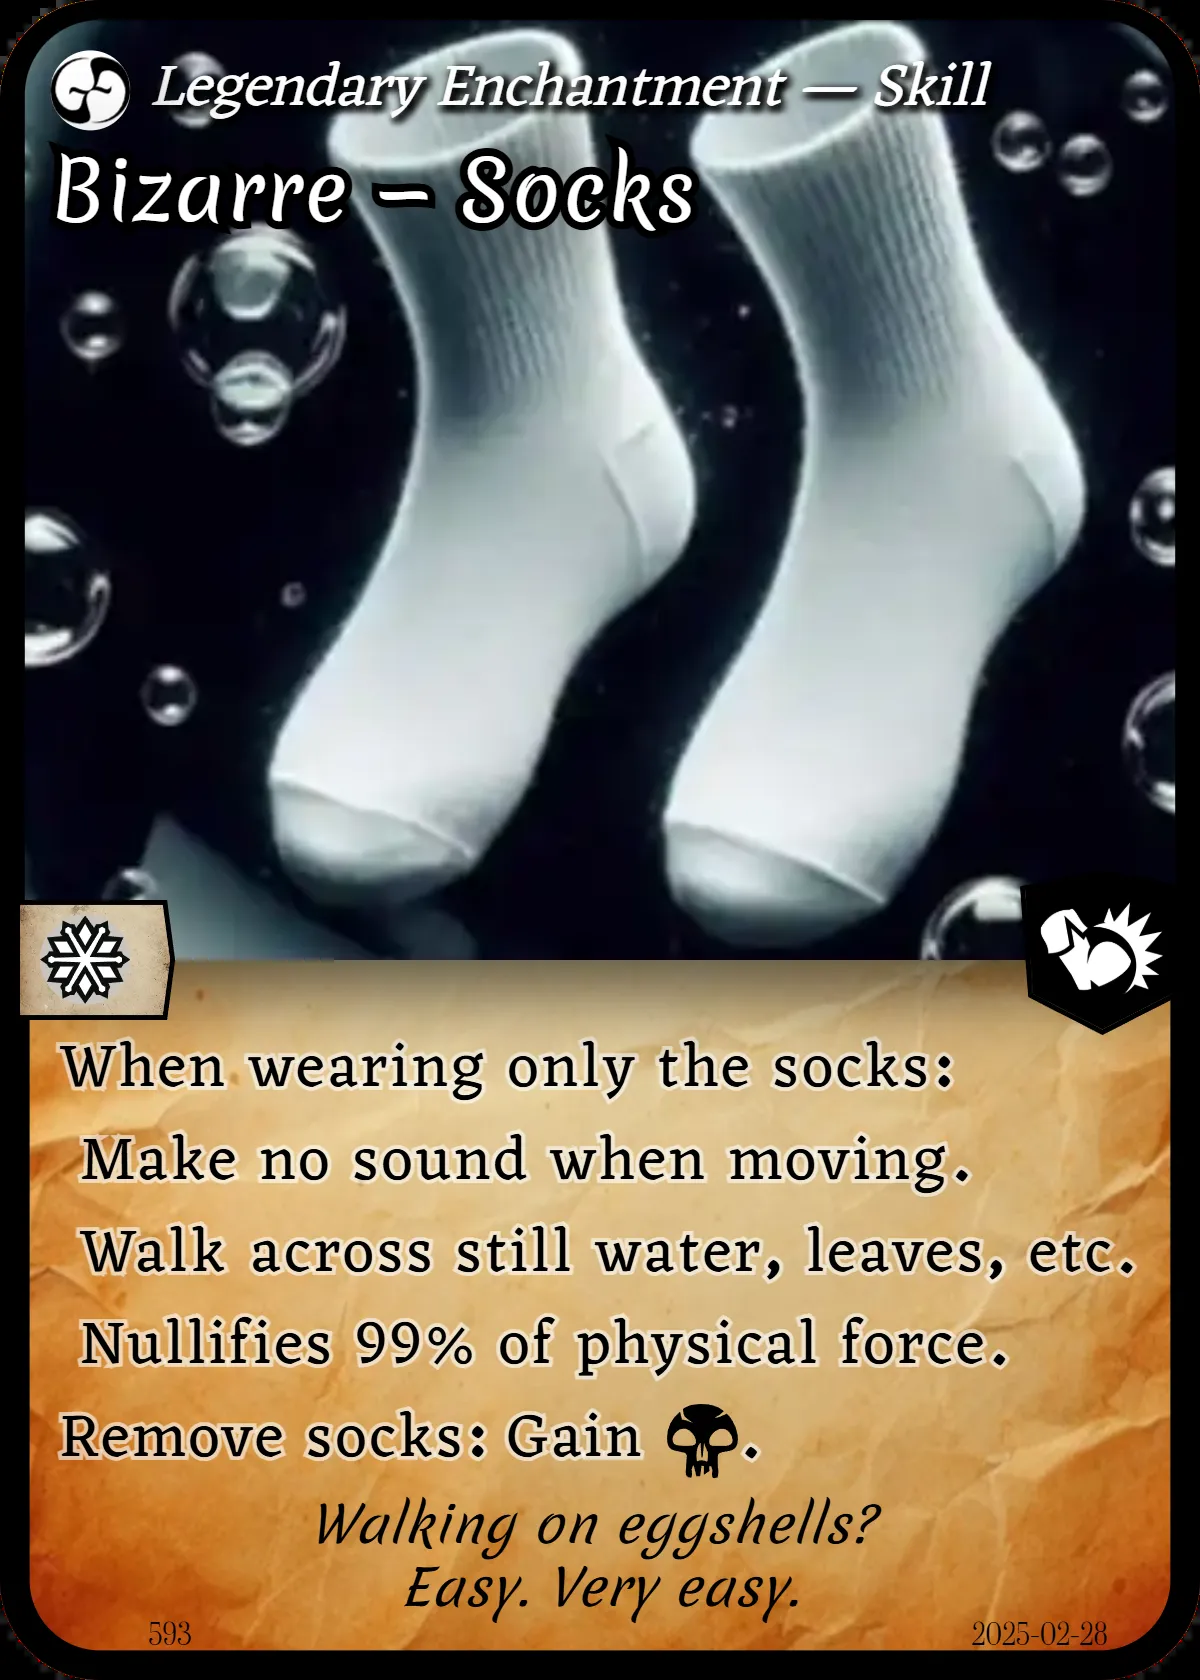 Legendary Enchantment — Skill
Bizarre – Socks
When wearing only the socks:
Make no sound when moving.
Walk across still water, leaves, etc.
Nullifies 99% of physical force.
Remove socks: Gain .
Walking on eggshells?
Easy. Very easy.
593
2025-02-28